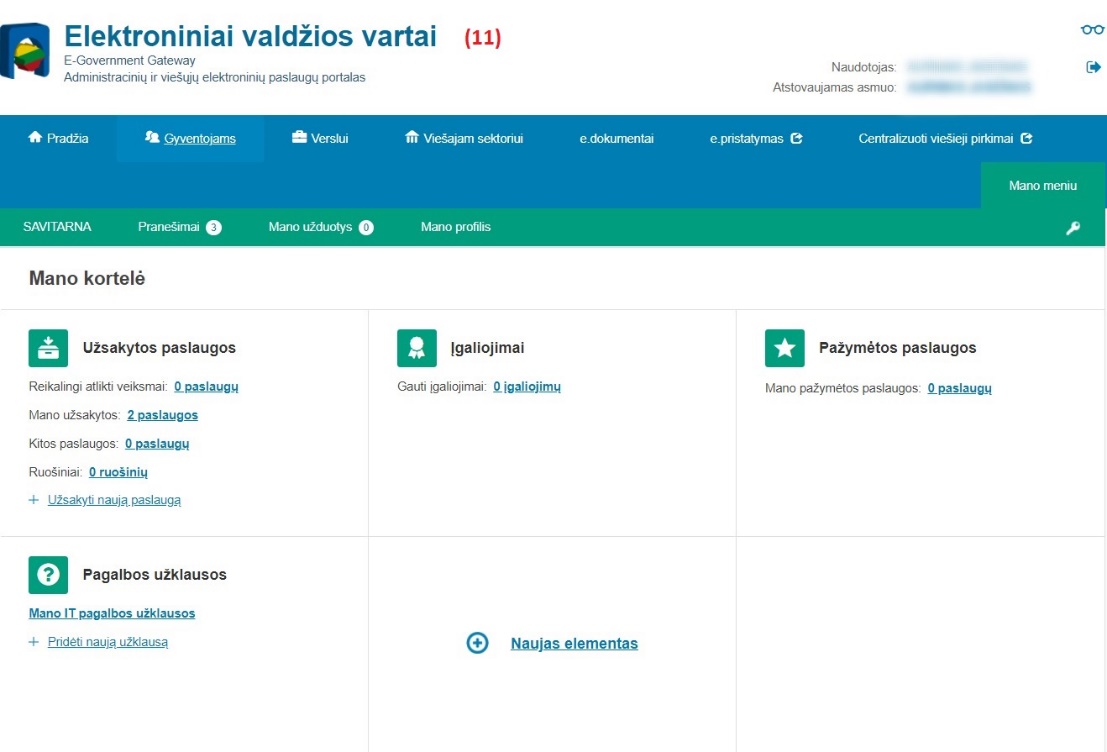 Elektroniniai valdžios vartai (11)
E-Government Gateway
Administracinių ir viešųjų elektroninių paslaugų portalas
Naudotojas:
Atstovaujamas asmuo:
Pradžia Gyventojams Verslui Viešajam sektoriui e.dokumentai e.pristatymas Centralizuoti viešieji pirkimai
Mano meniu
SAVITARNA Pranešimai 3 Mano užduotys 0 Mano profilis
Mano kortelė
Užsakytos paslaugos
Reikalingi atlikti veiksmai: 0 paslaugų
Mano užsakytos: 2 paslaugos
Kitos paslaugos: 0 paslaugų
Ruošiniai: 0 ruošinių
+ Užsakyti naują paslaugą
Įgaliojimai
Gauti įgaliojimai: 0 įgaliojimų
Pažymėtos paslaugos
Mano pažymėtos paslaugos: 0 paslaugų
Pagalbos užklausos
Mano IT pagalbos užklausos
+ Pridėti naują užklausą
Naujas elementas